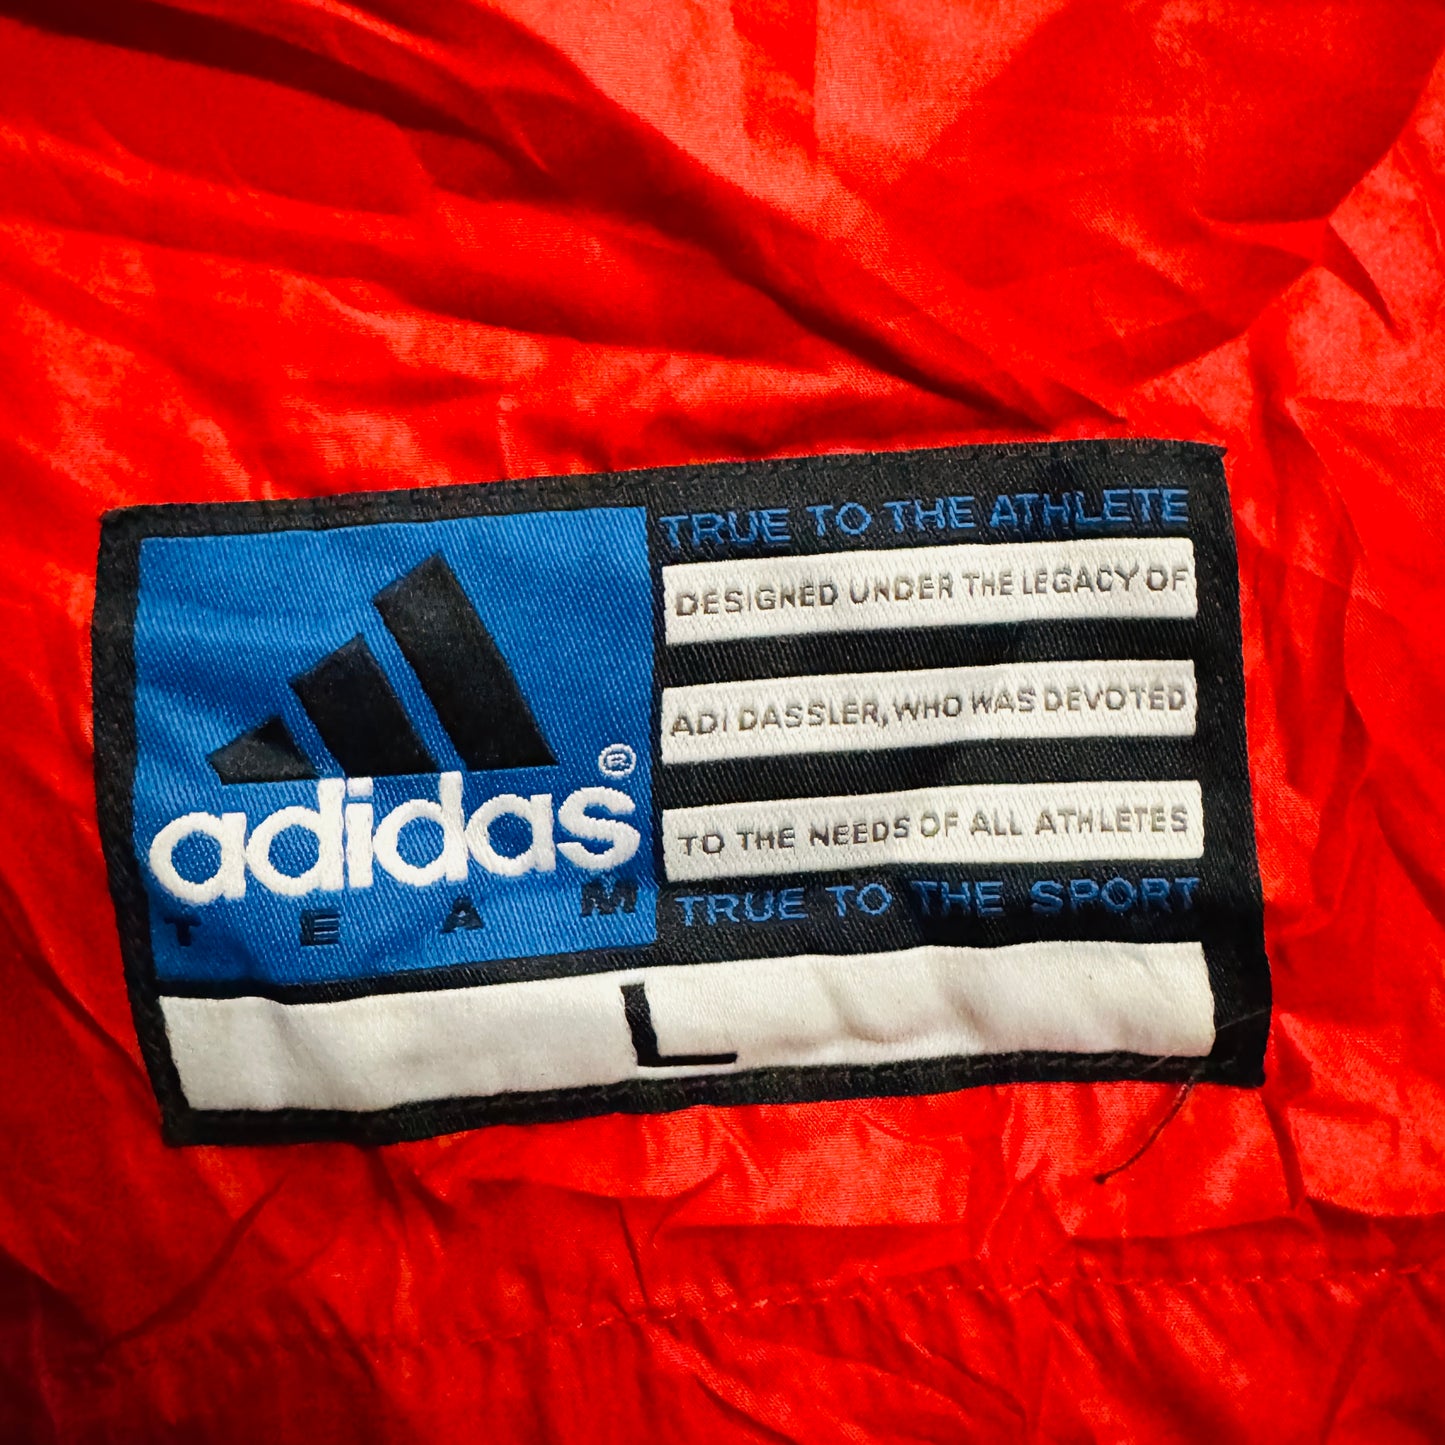 adidas®
TEAM
TRUE TO THE ATHLETE
DESIGNED UNDER THE LEGACY OF
ADI DASSLER, WHO WAS DEVOTED
TO THE NEEDS OF ALL ATHLETES
TRUE TO THE SPORT
L